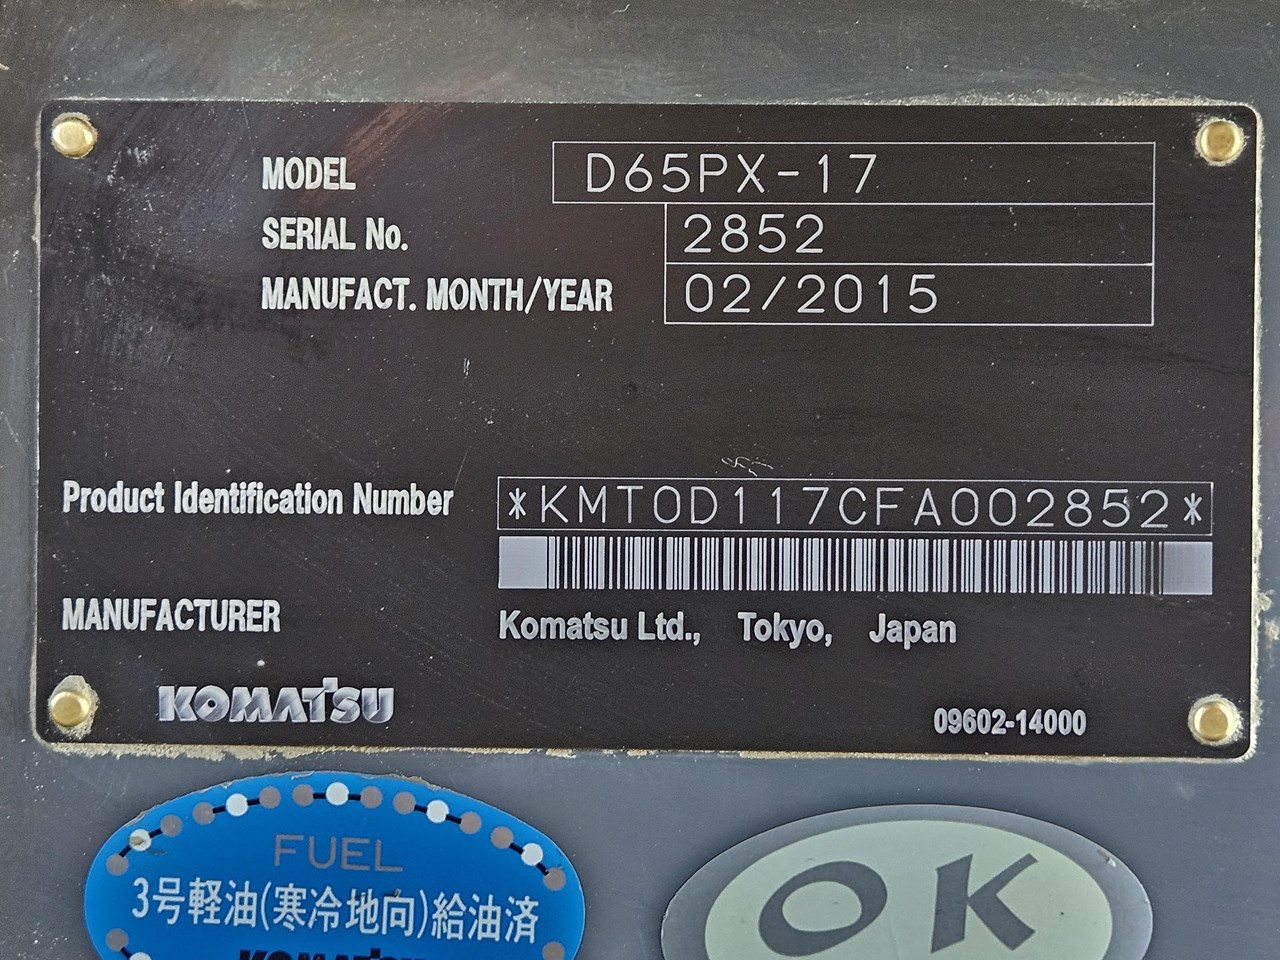 MODEL D65PX-17
SERIAL No. 2852
MANUFACT. MONTH/YEAR 02/2015
Product Identification Number *KMT0D117CFA002852*
MANUFACTURER Komatsu Ltd., Tokyo, Japan
KOMATSU 09602-14000
FUEL
3号軽油(寒冷地向)給油済
KOMATSU
OK